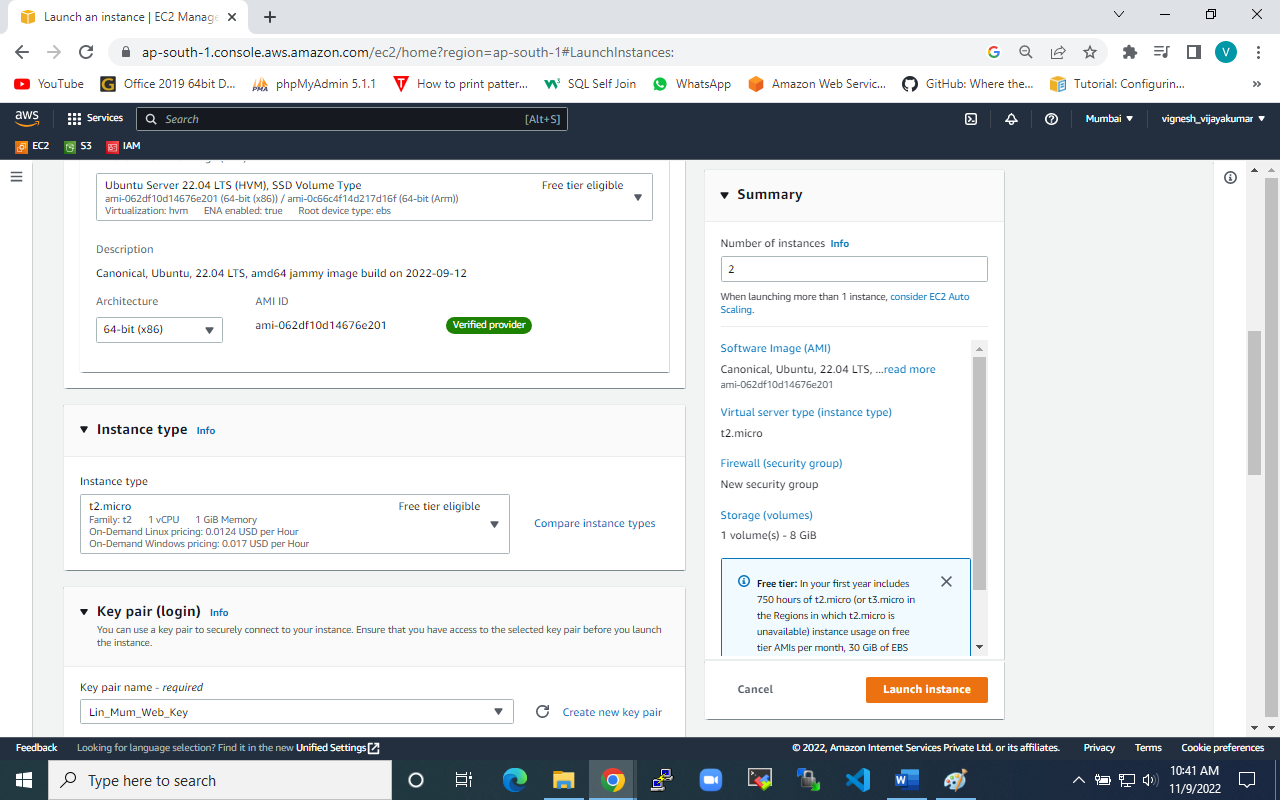 Launch an instance | EC2 Manage
ap-south-1.console.aws.amazon.com/ec2/home?region=ap-south-1#LaunchInstances:
V
YouTube
Office 2019 64bit D...
phpMyAdmin 5.1.1
How to print patter...
SQL Self Join
WhatsApp
Amazon Web Servic...
GitHub: Where the...
Tutorial: Configurin...
»
aws
Services
Search
[Alt+S]
Mumbai
vignesh_vijayakumar
EC2
S3
IAM
Ubuntu Server 22.04 LTS (HVM), SSD Volume Type
Free tier eligible
ami-062df10d14676e201 (64-bit (x86)) / ami-0c66c4f14d217d16f (64-bit (Arm))
Virtualization: hvm ENA enabled: true Root device type: ebs
Description
Canonical, Ubuntu, 22.04 LTS, amd64 jammy image build on 2022-09-12
Architecture
AMI ID
64-bit (x86)
ami-062df10d14676e201
Verified provider
Instance type Info
Instance type
t2.micro
Free tier eligible
Family: t2 1 vCPU 1 GiB Memory
On-Demand Linux pricing: 0.0124 USD per Hour
On-Demand Windows pricing: 0.017 USD per Hour
Compare instance types
Key pair (login) Info
You can use a key pair to securely connect to your instance. Ensure that you have access to the selected key pair before you launch
the instance.
Key pair name - required
Lin_Mum_Web_Key
Create new key pair
Summary
Number of instances Info
2
When launching more than 1 instance, consider EC2 Auto
Scaling.
Software Image (AMI)
Canonical, Ubuntu, 22.04 LTS, ...read more
ami-062df10d14676e201
Virtual server type (instance type)
t2.micro
Firewall (security group)
New security group
Storage (volumes)
1 volume(s) - 8 GiB
Free tier: In your first year includes
750 hours of t2.micro (or t3.micro in
the Regions in which t2.micro is
unavailable) instance usage on free
tier AMIs per month, 30 GiB of EBS
Cancel
Launch instance
Feedback
Looking for language selection? Find it in the new Unified Settings
© 2022, Amazon Internet Services Private Ltd. or its affiliates.
Privacy
Terms
Cookie preferences
Type here to search
10:41 AM
11/9/2022